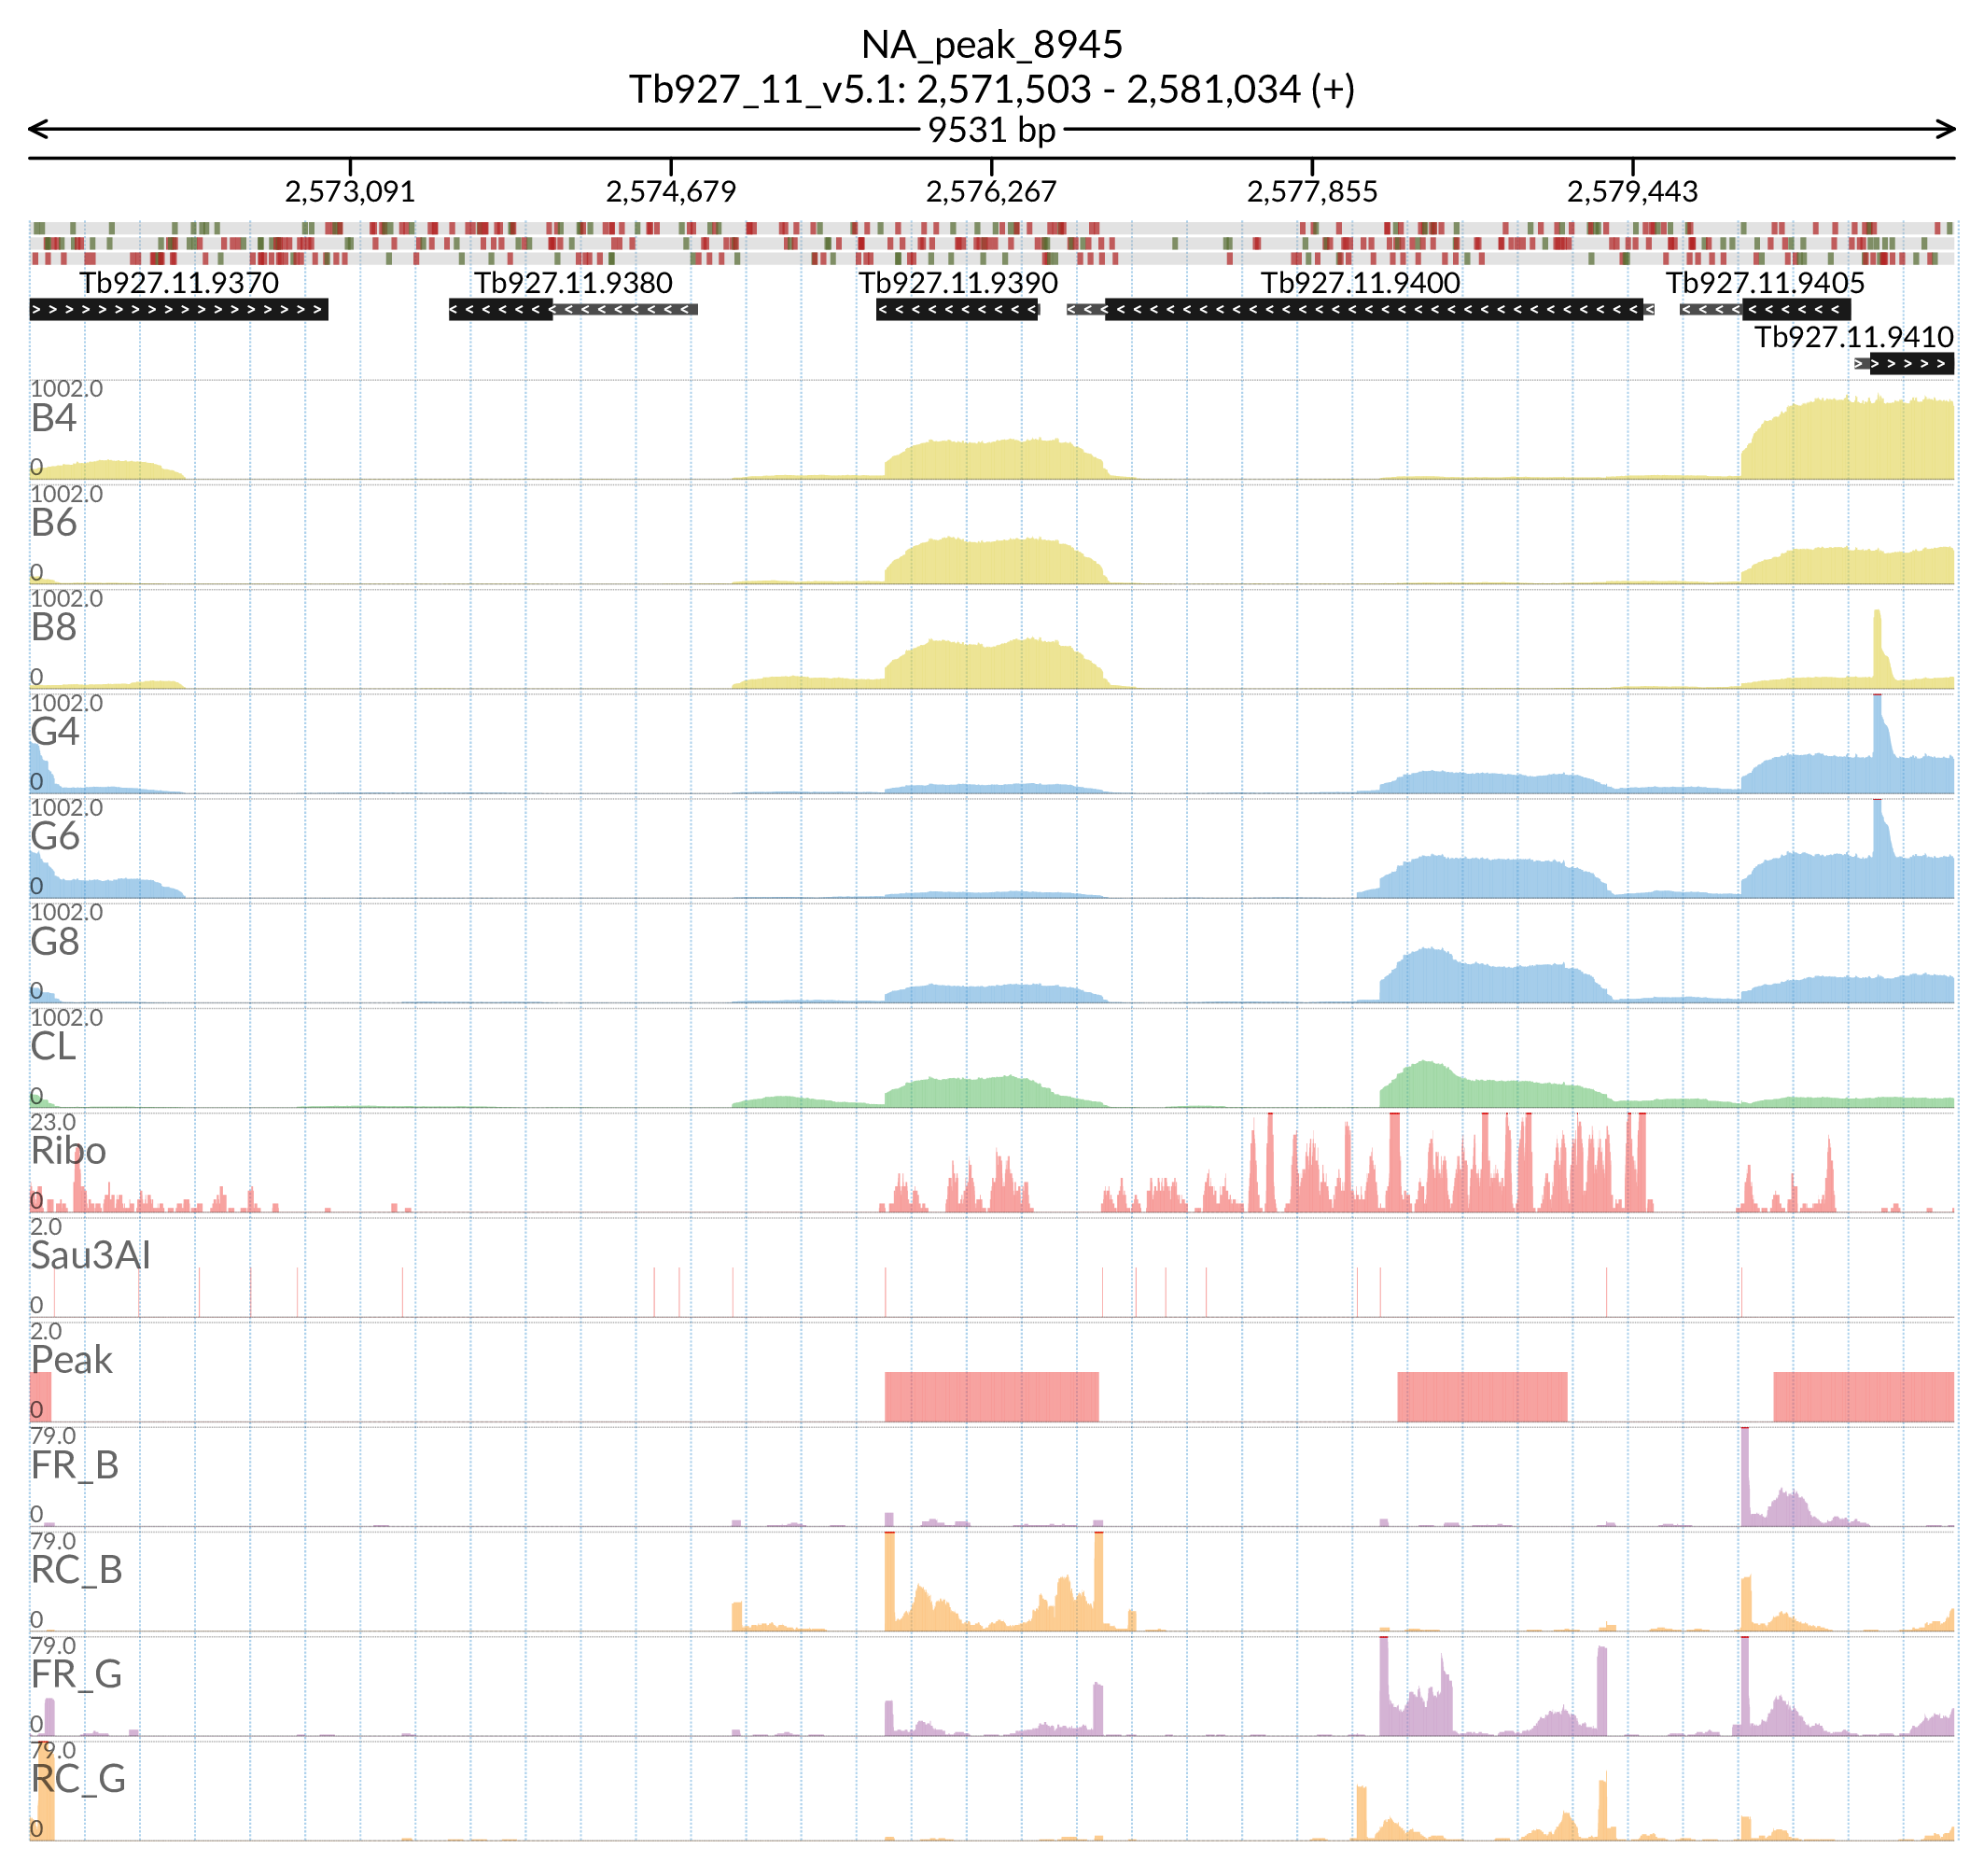 NA_peak_8945
Tb927_11_v5.1: 2,571,503 - 2,581,034 (+)
9531 bp
2,573,091 2,574,679 2,576,267 2,577,855 2,579,443
Tb927.11.9370 Tb927.11.9380 Tb927.11.9390 Tb927.11.9400 Tb927.11.9405
Tb927.11.9410
1002.0
B4
0
1002.0
B6
0
1002.0
B8
0
1002.0
G4
0
1002.0
G6
0
1002.0
G8
0
1002.0
CL
0
23.0
Ribo
0
2.0
Sau3AI
0
2.0
Peak
0
79.0
FR_B
0
79.0
RC_B
0
79.0
FR_G
0
79.0
RC_G
0